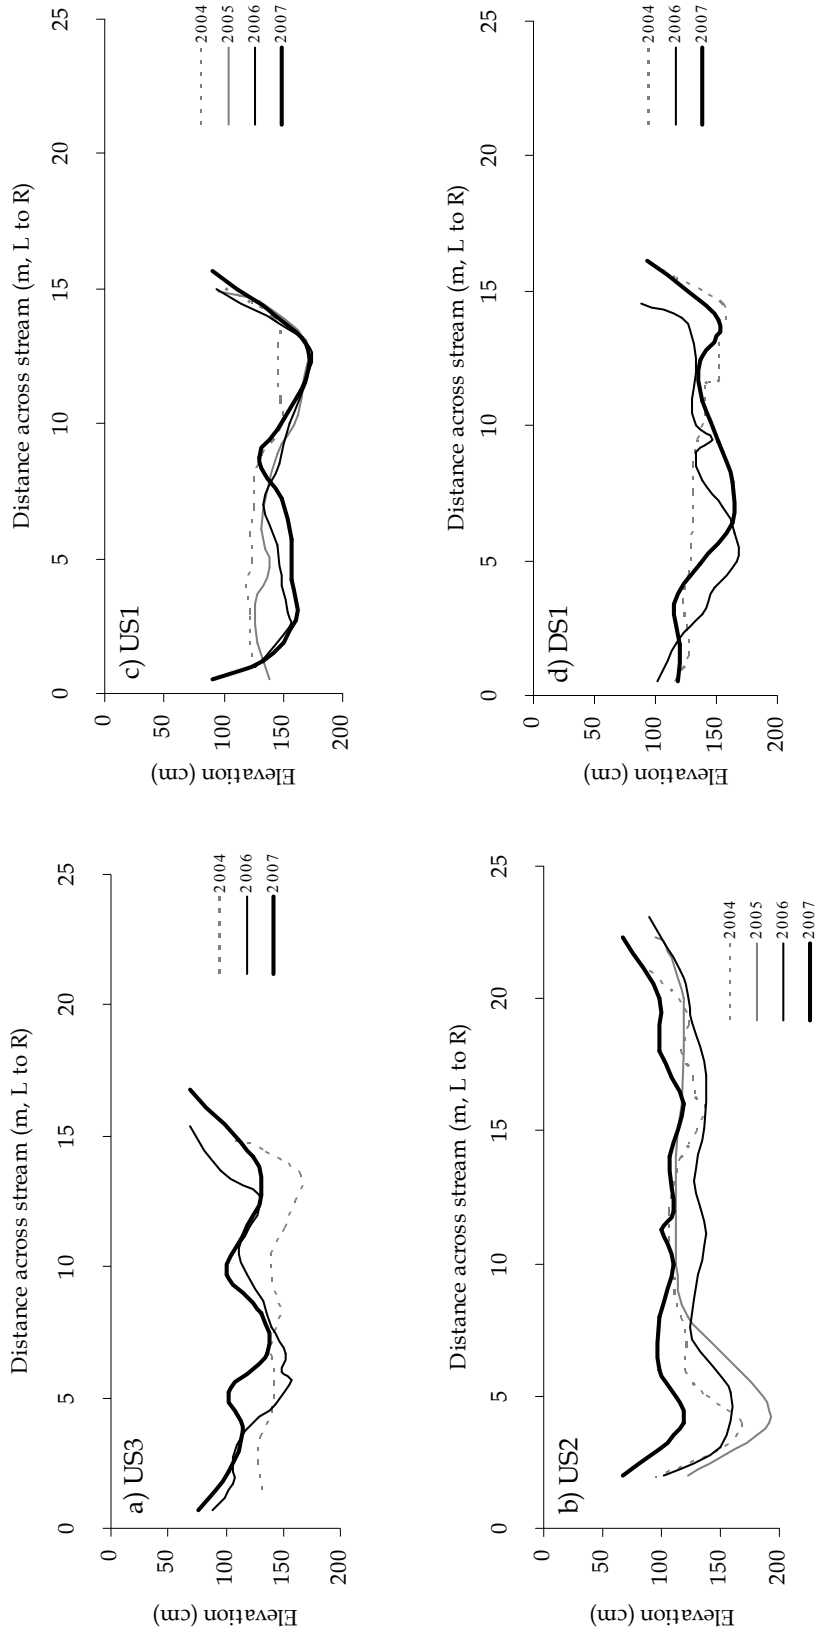 a) US3
Distance across stream (m, L to R)
0 5 10 15 20 25
0
50
100
150
200
Elevation (cm)
2004
2006
2007
b) US2
Distance across stream (m, L to R)
0 5 10 15 20 25
0
50
100
150
200
Elevation (cm)
2004
2005
2006
2007
c) US1
Distance across stream (m, L to R)
0 5 10 15 20 25
0
50
100
150
200
Elevation (cm)
2004
2005
2006
2007
d) DS1
Distance across stream (m, L to R)
0 5 10 15 20 25
0
50
100
150
200
Elevation (cm)
2004
2006
2007